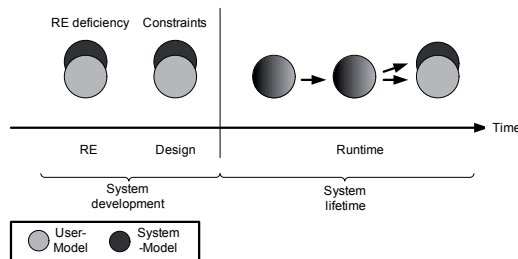 RE deficiency
Constraints
Time
RE
Design
Runtime
System
development
System
lifetime
User-
Model
System
-Model